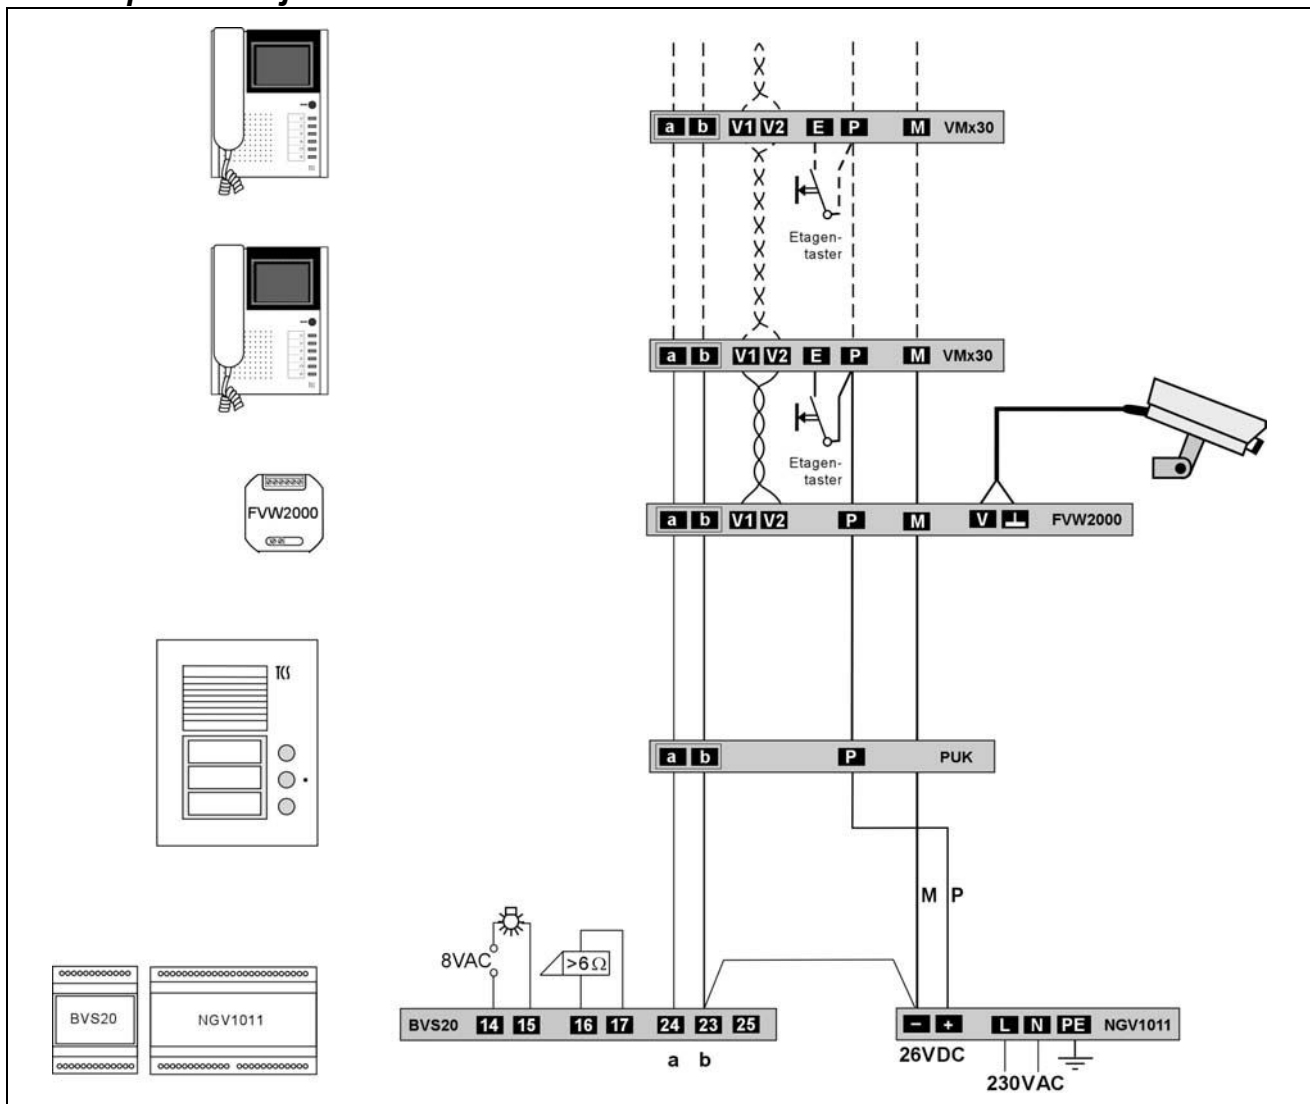 a b V1 V2 E P M VMx30
Etagen-
taster
a b V1 V2 E P M VMx30
Etagen-
taster
FVW2000
a b V1 V2 P M V FVW2000
TCS
a b P PUK
M P
8VAC
>6Ω
BVS20
NGV1011
BVS20 14 15 16 17 24 23 25
a b
− + L N PE NGV1011
26VDC
230VAC